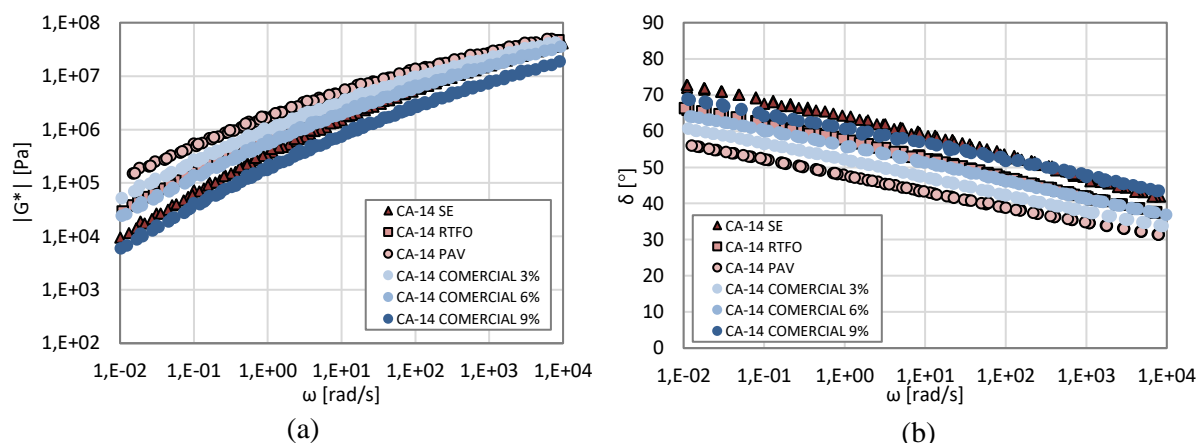 1,E+08
1,E+07
1,E+06
1,E+05
1,E+04
1,E+03
1,E+02
|G*| [Pa]
CA-14 SE
CA-14 RTFO
CA-14 PAV
CA-14 COMERCIAL 3%
CA-14 COMERCIAL 6%
CA-14 COMERCIAL 9%
1,E-02 1,E-01 1,E+00 1,E+01 1,E+02 1,E+03 1,E+04
ω [rad/s]
(a)
90
80
70
60
50
40
30
20
10
0
δ [°]
CA-14 SE
CA-14 RTFO
CA-14 PAV
CA-14 COMERCIAL 3%
CA-14 COMERCIAL 6%
CA-14 COMERCIAL 9%
1,E-02 1,E-01 1,E+00 1,E+01 1,E+02 1,E+03 1,E+04
ω [rad/s]
(b)